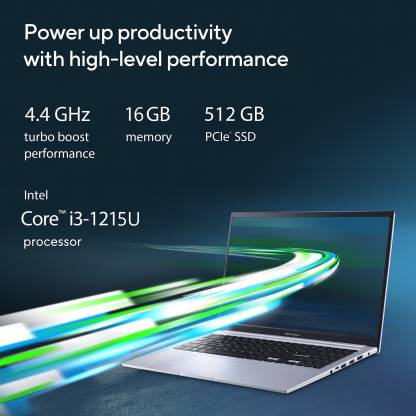 Power up productivity
with high-level performance
4.4 GHz
turbo boost
performance
16GB
memory
512 GB
PCIe® SSD
Intel
Core™ i3-1215U
processor